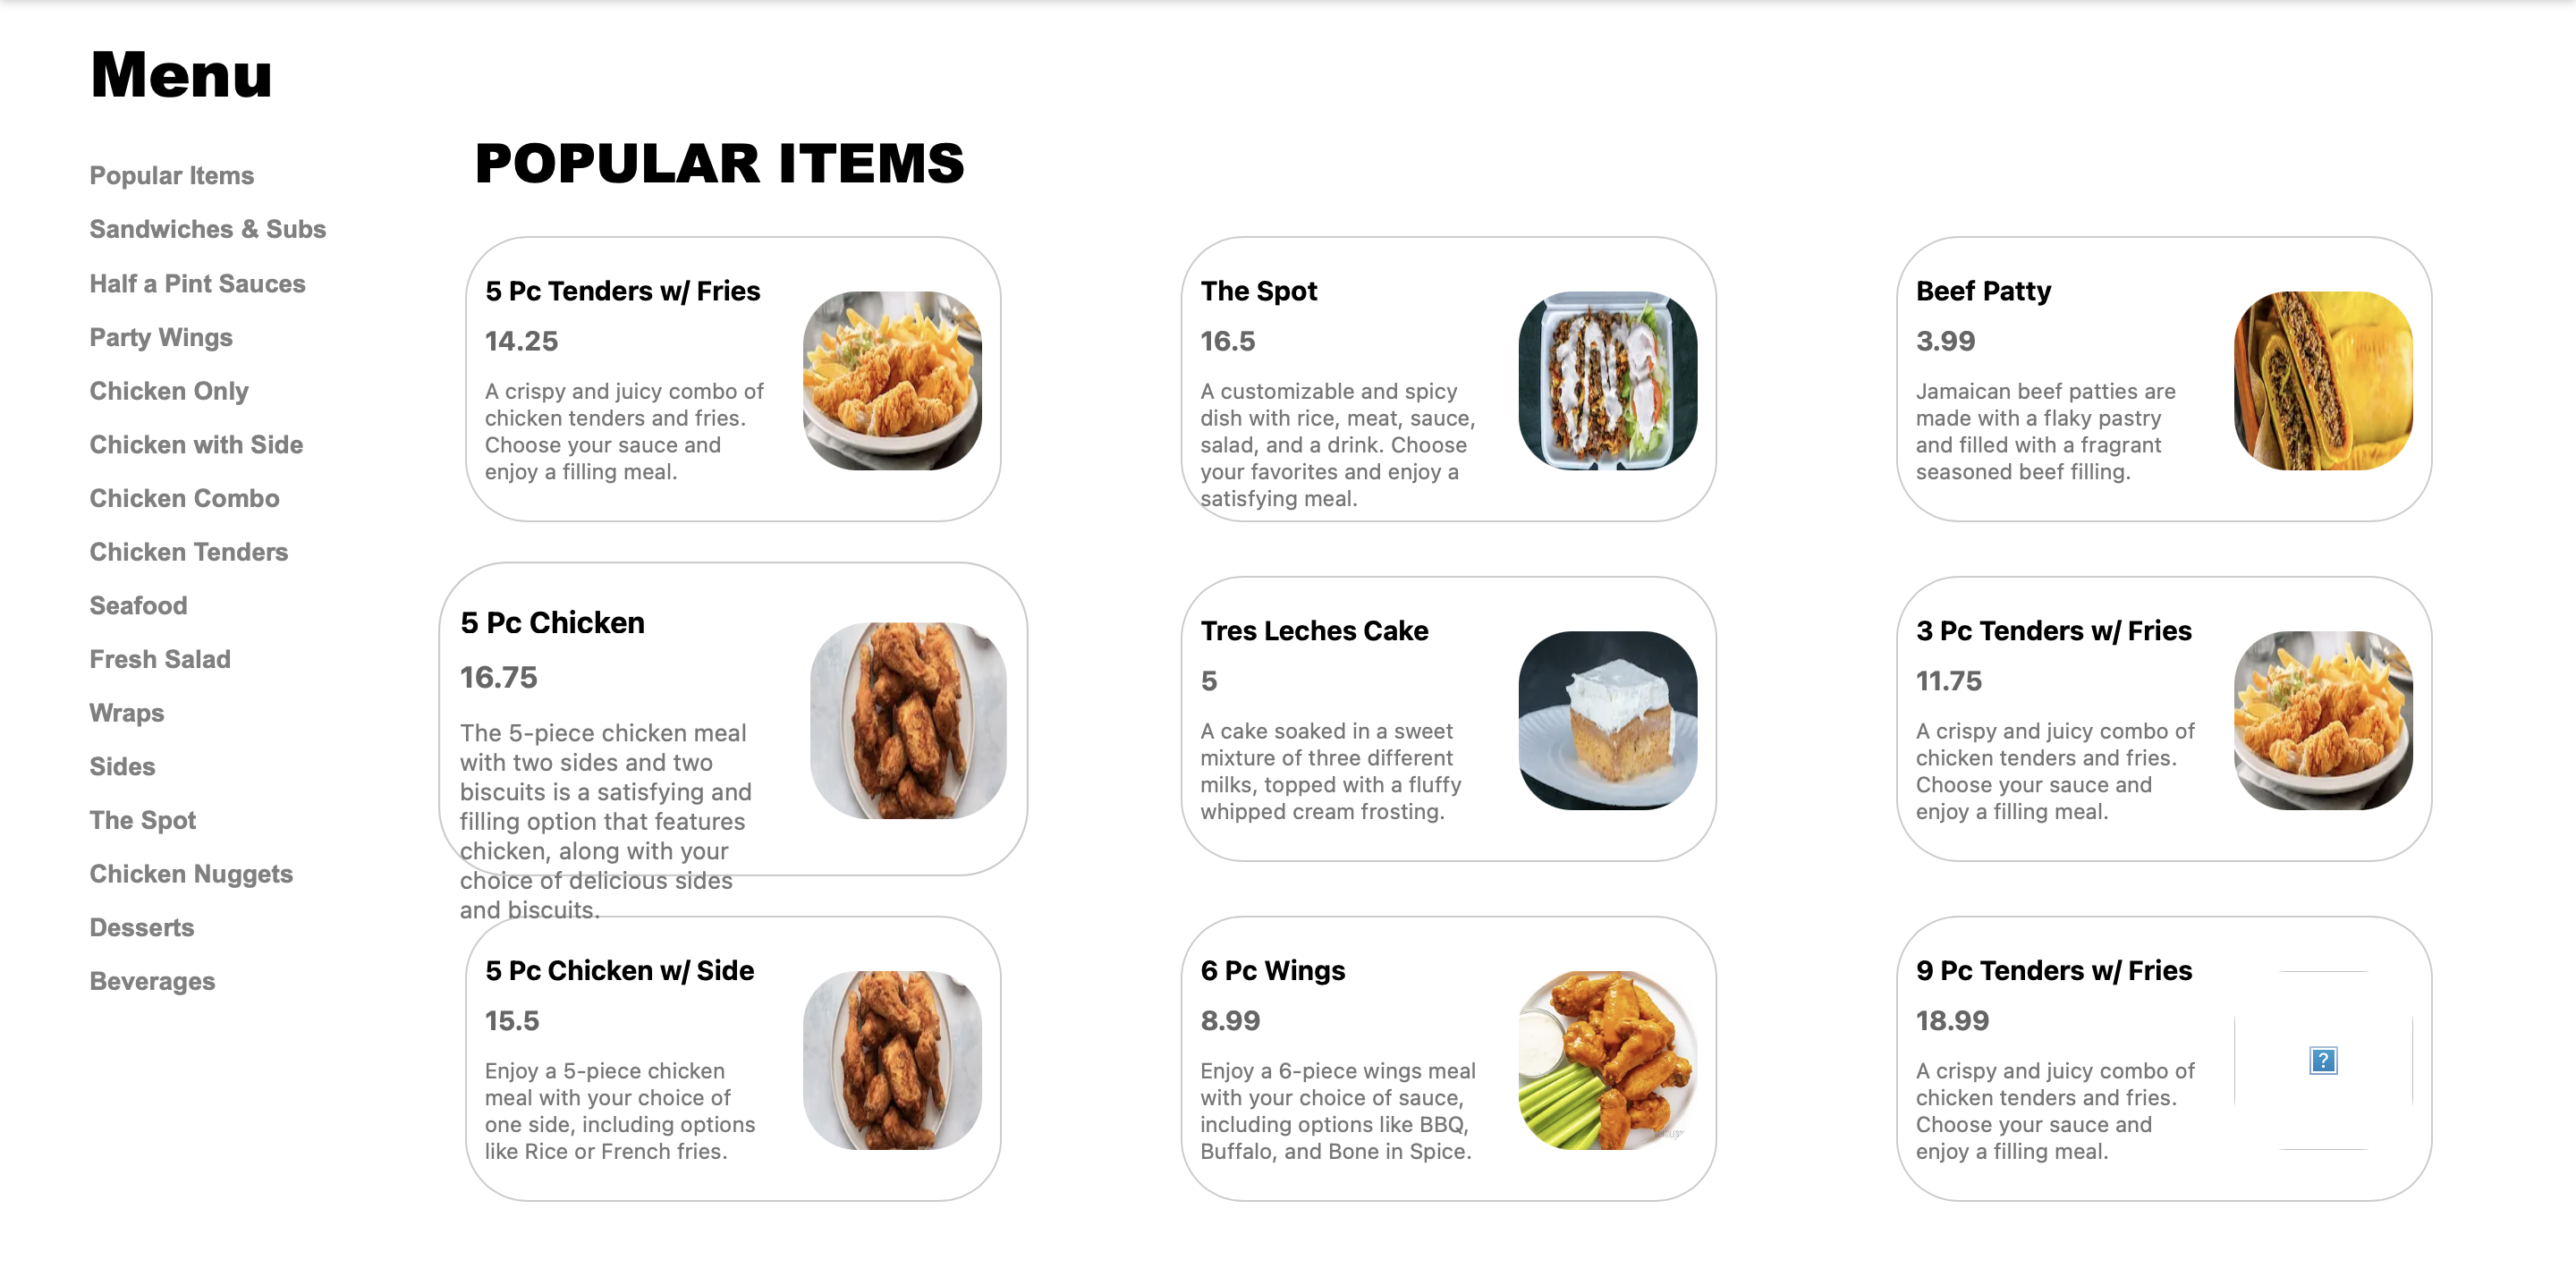 Menu
Popular Items
Sandwiches & Subs
Half a Pint Sauces
Party Wings
Chicken Only
Chicken with Side
Chicken Combo
Chicken Tenders
Seafood
Fresh Salad
Wraps
Sides
The Spot
Chicken Nuggets
Desserts
Beverages
POPULAR ITEMS
5 Pc Tenders w/ Fries
14.25
A crispy and juicy combo of
chicken tenders and fries.
Choose your sauce and
enjoy a filling meal.
The Spot
16.5
A customizable and spicy
dish with rice, meat, sauce,
salad, and a drink. Choose
your favorites and enjoy a
satisfying meal.
Beef Patty
3.99
Jamaican beef patties are
made with a flaky pastry
and filled with a fragrant
seasoned beef filling.
5 Pc Chicken
16.75
The 5-piece chicken meal
with two sides and two
biscuits is a satisfying and
filling option that features
chicken, along with your
choice of delicious sides
and biscuits.
Tres Leches Cake
5
A cake soaked in a sweet
mixture of three different
milks, topped with a fluffy
whipped cream frosting.
3 Pc Tenders w/ Fries
11.75
A crispy and juicy combo of
chicken tenders and fries.
Choose your sauce and
enjoy a filling meal.
5 Pc Chicken w/ Side
15.5
Enjoy a 5-piece chicken
meal with your choice of
one side, including options
like Rice or French fries.
6 Pc Wings
8.99
Enjoy a 6-piece wings meal
with your choice of sauce,
including options like BBQ,
Buffalo, and Bone in Spice.
9 Pc Tenders w/ Fries
18.99
A crispy and juicy combo of
chicken tenders and fries.
Choose your sauce and
enjoy a filling meal.
?